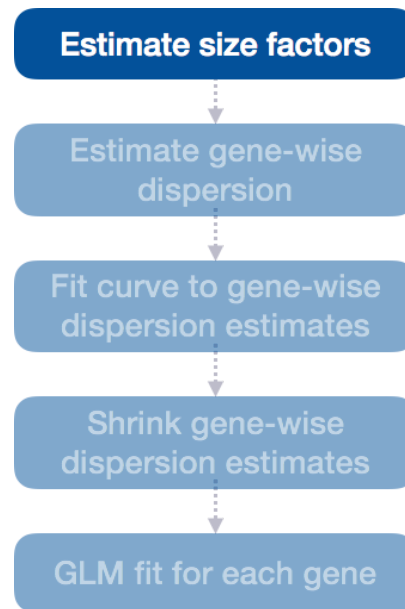 Estimate size factors
Estimate gene-wise
dispersion
Fit curve to gene-wise
dispersion estimates
Shrink gene-wise
dispersion estimates
GLM fit for each gene